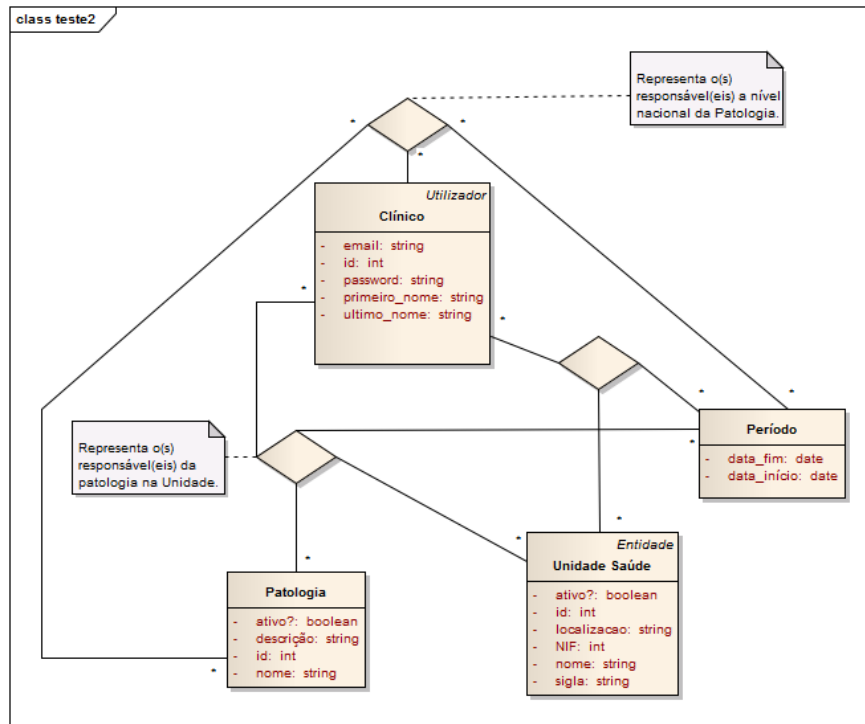 class teste2
Representa o(s)
responsável(eis) a nível
nacional da Patologia.
*
*
*
Utilizador
Clínico
- email: string
- id: int
- password: string
- primeiro_nome: string
- ultimo_nome: string
*
*
*
*
Período
- data_fim: date
- data_início: date
*
Representa o(s)
responsável(eis) da
patologia na Unidade.
*
*
*
Entidade
Unidade Saúde
- ativo?: boolean
- id: int
- localizacao: string
- NIF: int
- nome: string
- sigla: string
Patologia
- ativo?: boolean
- descrição: string
- id: int
- nome: string
*